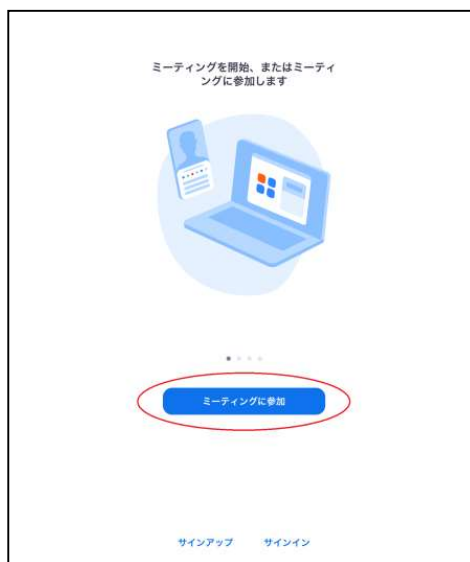 ミーティングを開始、またはミーティ
ングに参加します
ミーティングに参加
サインアップ サインイン